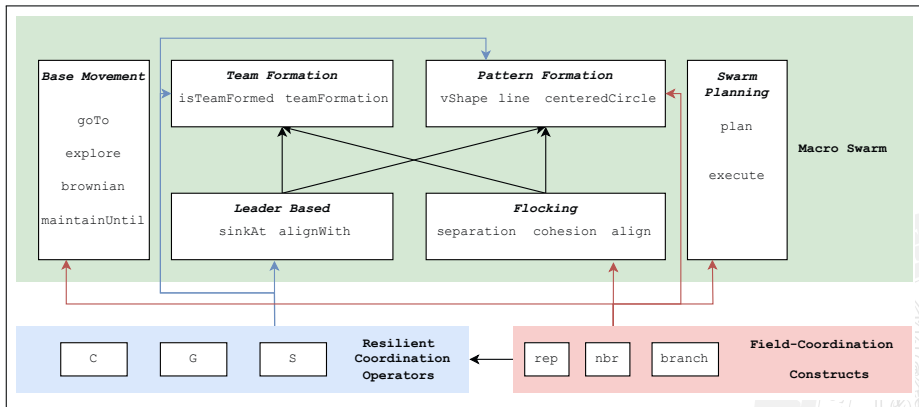 Base Movement
goTo
explore
brownian
maintainUntil
Team Formation
isTeamFormed teamFormation
Pattern Formation
vShape line centeredCircle
Swarm
Planning
plan
execute
Macro Swarm
Leader Based
sinkAt alignWith
Flocking
separation cohesion align
C G S
Resilient
Coordination
Operators
rep nbr branch
Field-Coordination
Constructs